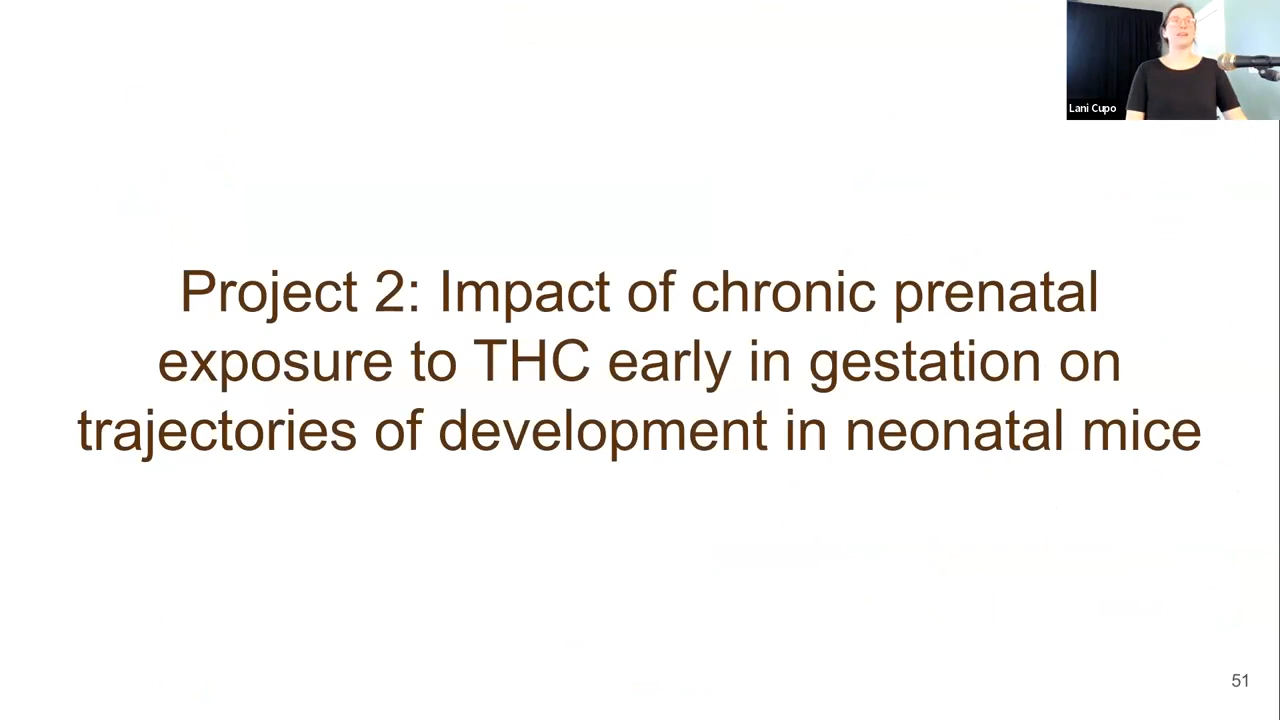 Lani Cupo
Project 2: Impact of chronic prenatal
exposure to THC early in gestation on
trajectories of development in neonatal mice
51